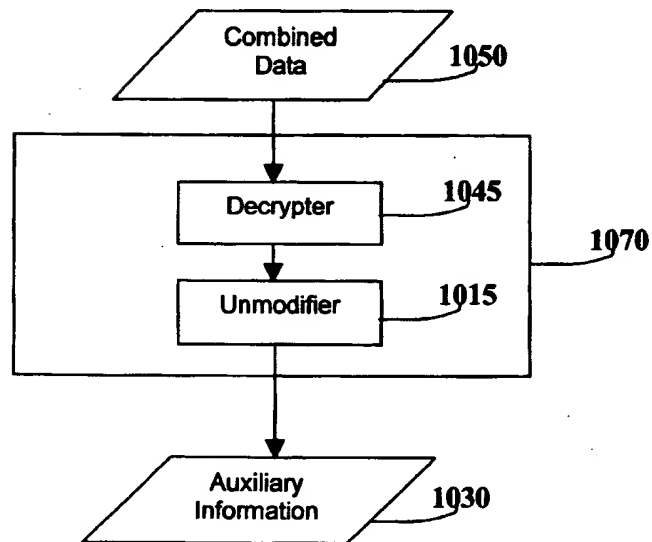 Combined
Data
1050
Decrypter
1045
1070
Unmodifier
1015
Auxiliary
Information
1030